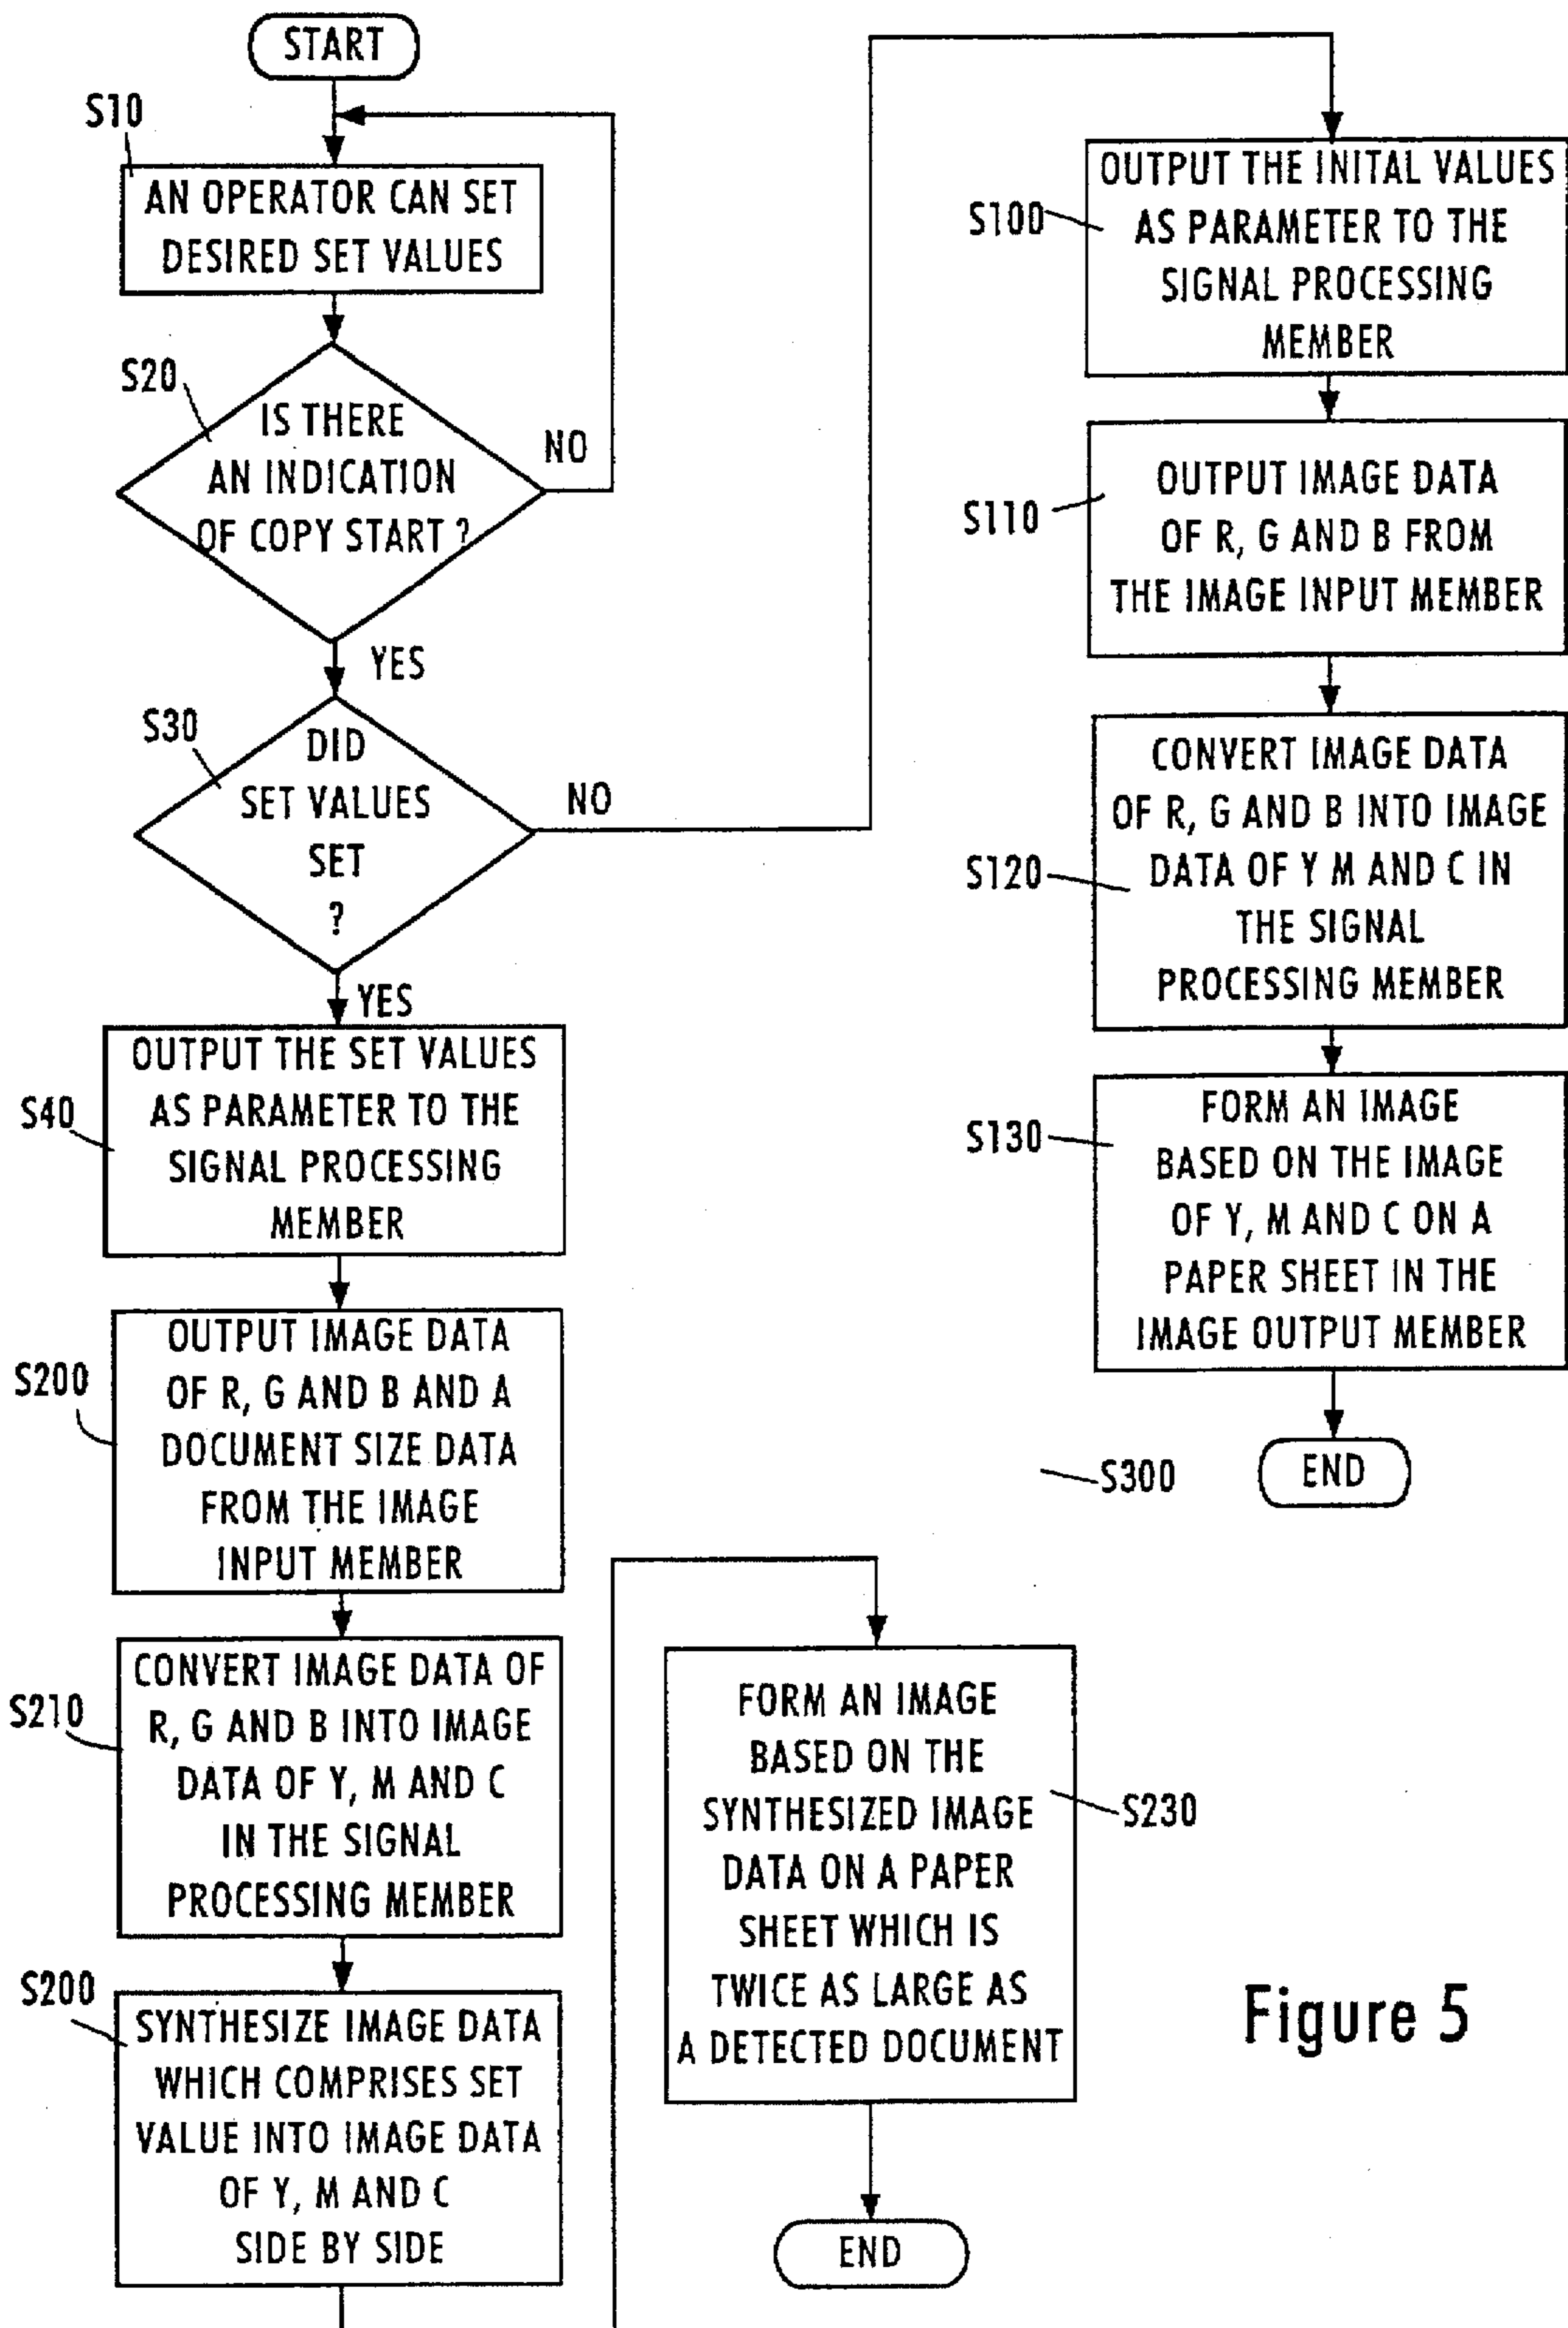 START
S10
AN OPERATOR CAN SET
DESIRED SET VALUES
S20
IS THERE
AN INDICATION
OF COPY START ?
NO
YES
S30
DID
SET VALUES
SET
?
NO
YES
S40
OUTPUT THE SET VALUES
AS PARAMETER TO THE
SIGNAL PROCESSING
MEMBER
S200
OUTPUT IMAGE DATA
OF R, G AND B AND A
DOCUMENT SIZE DATA
FROM THE IMAGE
INPUT MEMBER
S210
CONVERT IMAGE DATA OF
R, G AND B INTO IMAGE
DATA OF Y, M AND C
IN THE SIGNAL
PROCESSING MEMBER
S200
SYNTHESIZE IMAGE DATA
WHICH COMPRISES SET
VALUE INTO IMAGE DATA
OF Y, M AND C
SIDE BY SIDE
FORM AN IMAGE
BASED ON THE
SYNTHESIZED IMAGE
DATA ON A PAPER
SHEET WHICH IS
TWICE AS LARGE AS
A DETECTED DOCUMENT
S230
END
S100
OUTPUT THE INITAL VALUES
AS PARAMETER TO THE
SIGNAL PROCESSING
MEMBER
S110
OUTPUT IMAGE DATA
OF R, G AND B FROM
THE IMAGE INPUT MEMBER
S120
CONVERT IMAGE DATA
OF R, G AND B INTO IMAGE
DATA OF Y M AND C IN
THE SIGNAL
PROCESSING MEMBER
S130
FORM AN IMAGE
BASED ON THE IMAGE
OF Y, M AND C ON A
PAPER SHEET IN THE
IMAGE OUTPUT MEMBER
END
S300
Figure 5